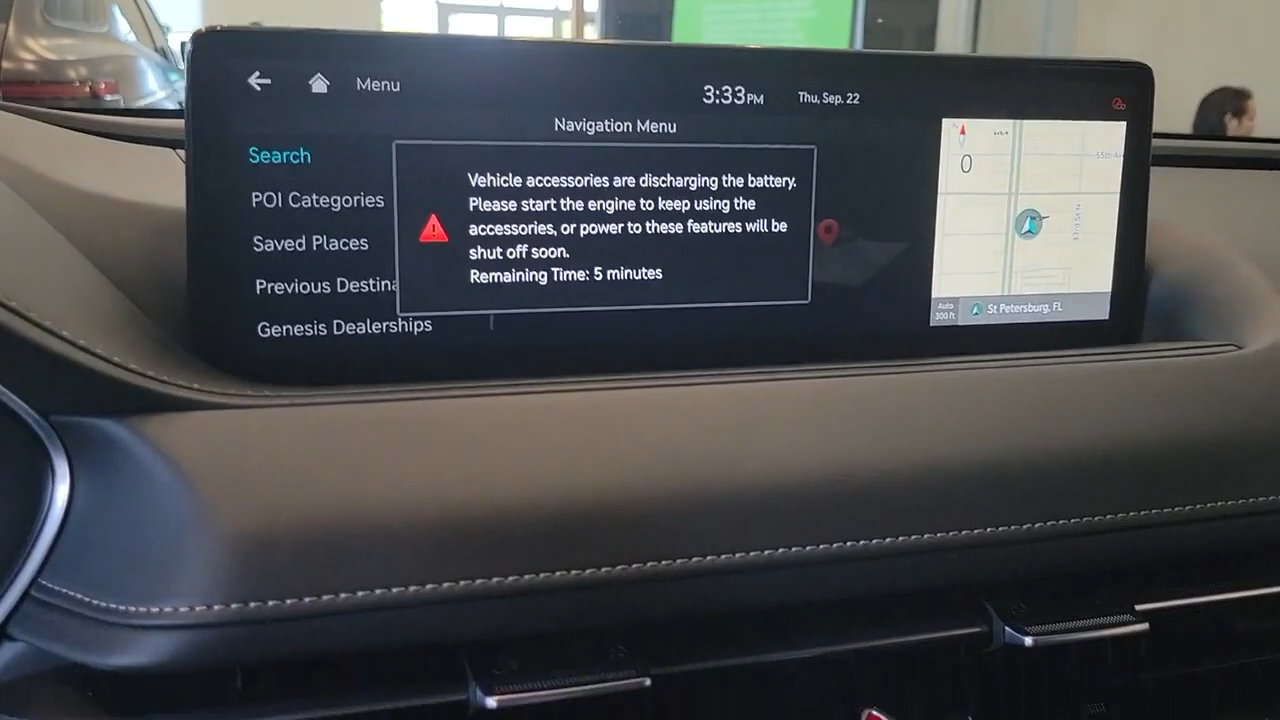 Menu
3:33PM
Thu, Sep. 22
Navigation Menu
Search
POI Categories
Saved Places
Previous Destina
Genesis Dealerships
Vehicle accessories are discharging the battery.
Please start the engine to keep using the
accessories, or power to these features will be
shut off soon.
Remaining Time: 5 minutes
0
55th Av
Auto
300 ft
St Petersburg, FL